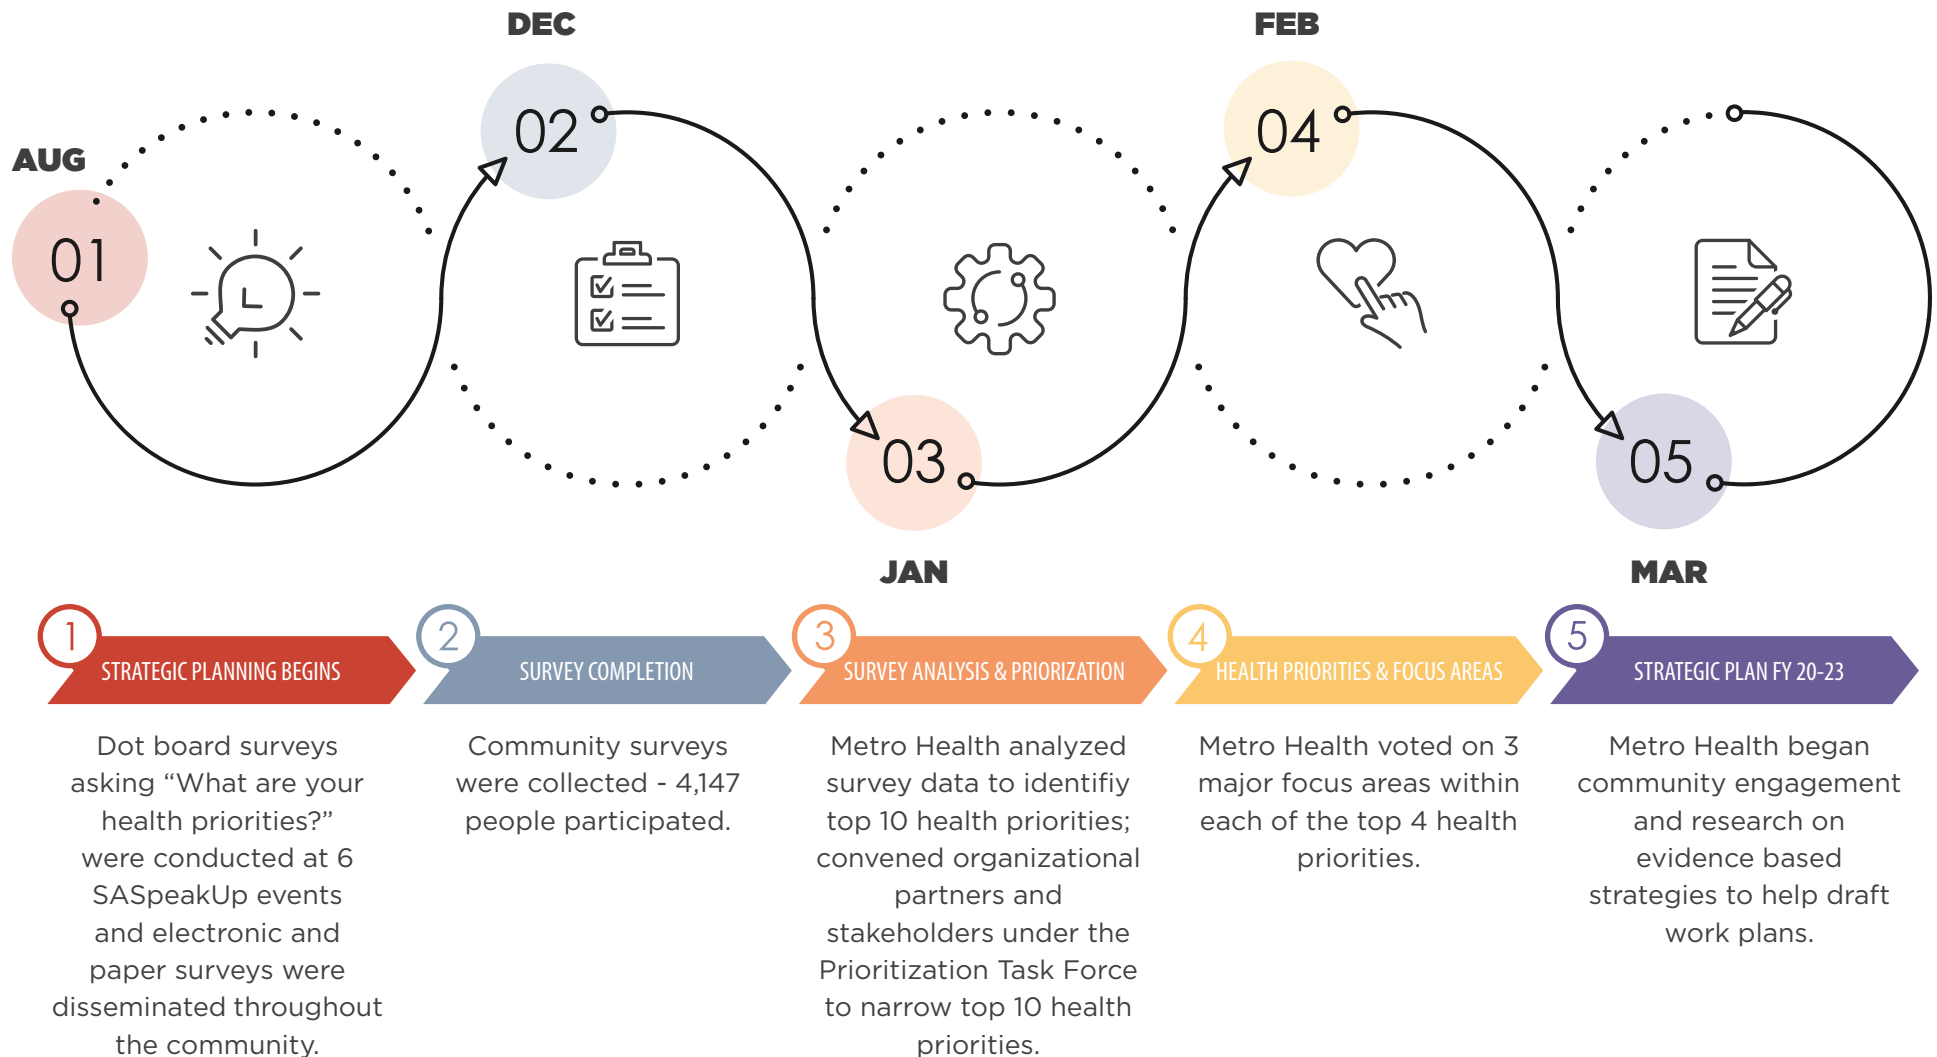 DEC
FEB
AUG
01
02
03
04
05
JAN
MAR
1
STRATEGIC PLANNING BEGINS
Dot board surveys
asking “What are your
health priorities?”
were conducted at 6
SASpeakUp events
and electronic and
paper surveys were
disseminated throughout
the community.
2
SURVEY COMPLETION
Community surveys
were collected - 4,147
people participated.
3
SURVEY ANALYSIS & PRIORIZATION
Metro Health analyzed
survey data to identifiy
top 10 health priorities;
convened organizational
partners and
stakeholders under the
Prioritization Task Force
to narrow top 10 health
priorities.
4
HEALTH PRIORITIES & FOCUS AREAS
Metro Health voted on 3
major focus areas within
each of the top 4 health
priorities.
5
STRATEGIC PLAN FY 20-23
Metro Health began
community engagement
and research on
evidence based
strategies to help draft
work plans.